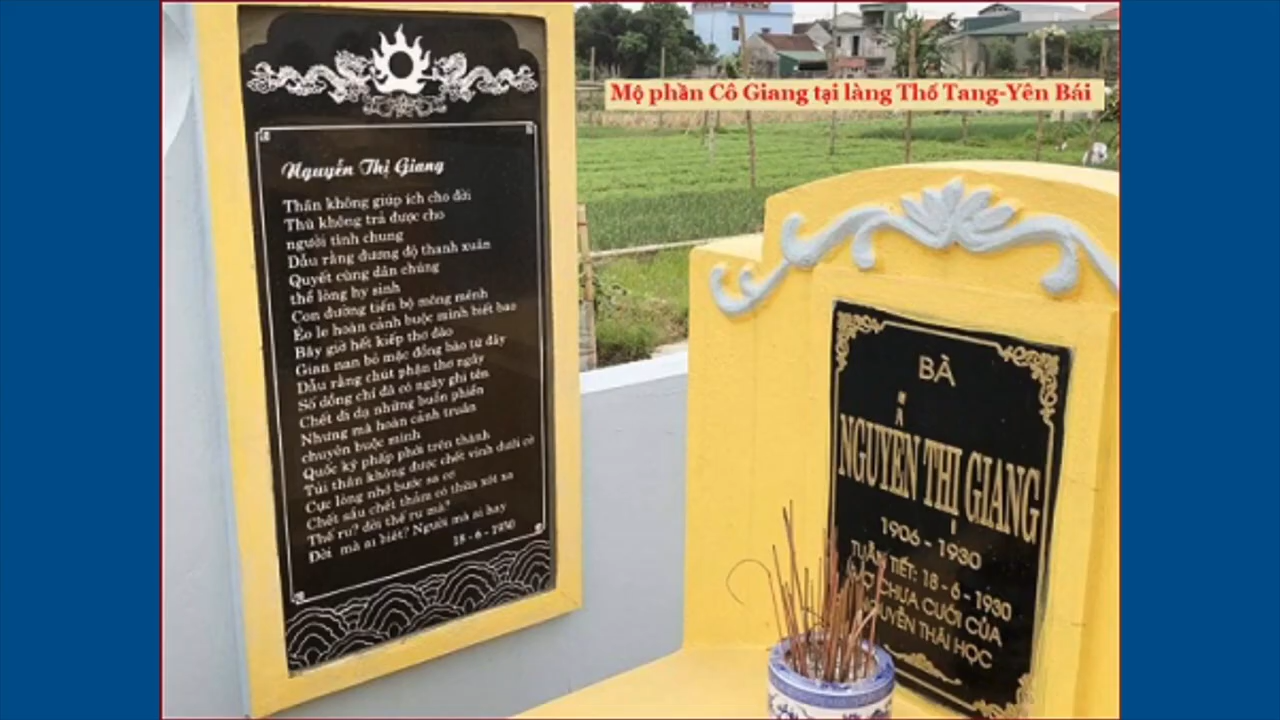 Mộ phần Cô Giang tại làng Thổ Tang-Yên Bái
Nguyễn Thị Giang
Thân không giúp ích cho đời
Thù không trả được cho
người tình chung
Dẫu rằng đương độ thanh xuân
Quyết cùng dân chúng
thề lòng hy sinh
Con đường tiến bộ mông mênh
Éo le hoàn cảnh buộc mình biết bao
Bây giờ hết kiếp thơ đào
Gian nan bỏ mặc đồng bào từ đây
Dẫu rằng chút phận thơ ngây
Sổ đồng chí đã có ngày ghi tên
Chết đi dạ những buồn phiền
Nhưng mà hoàn cảnh truân
chuyên buộc mình
Quốc kỳ phấp phới trên thành
Tủi thân không được chết vinh dưới cờ
Cực lòng nhỡ bước sa cơ
Chết sầu chết thảm có thừa xót xa
Thế ru? đời thế ru mà?
Đời mà ai biết? Người mà ai hay
18 - 6 - 1930
BÀ
NGUYỄN THỊ GIANG
1906 - 1930
TUẪN TIẾT: 18 - 6 - 1930
VỢ CHƯA CƯỚI CỦA
NGUYỄN THÁI HỌC